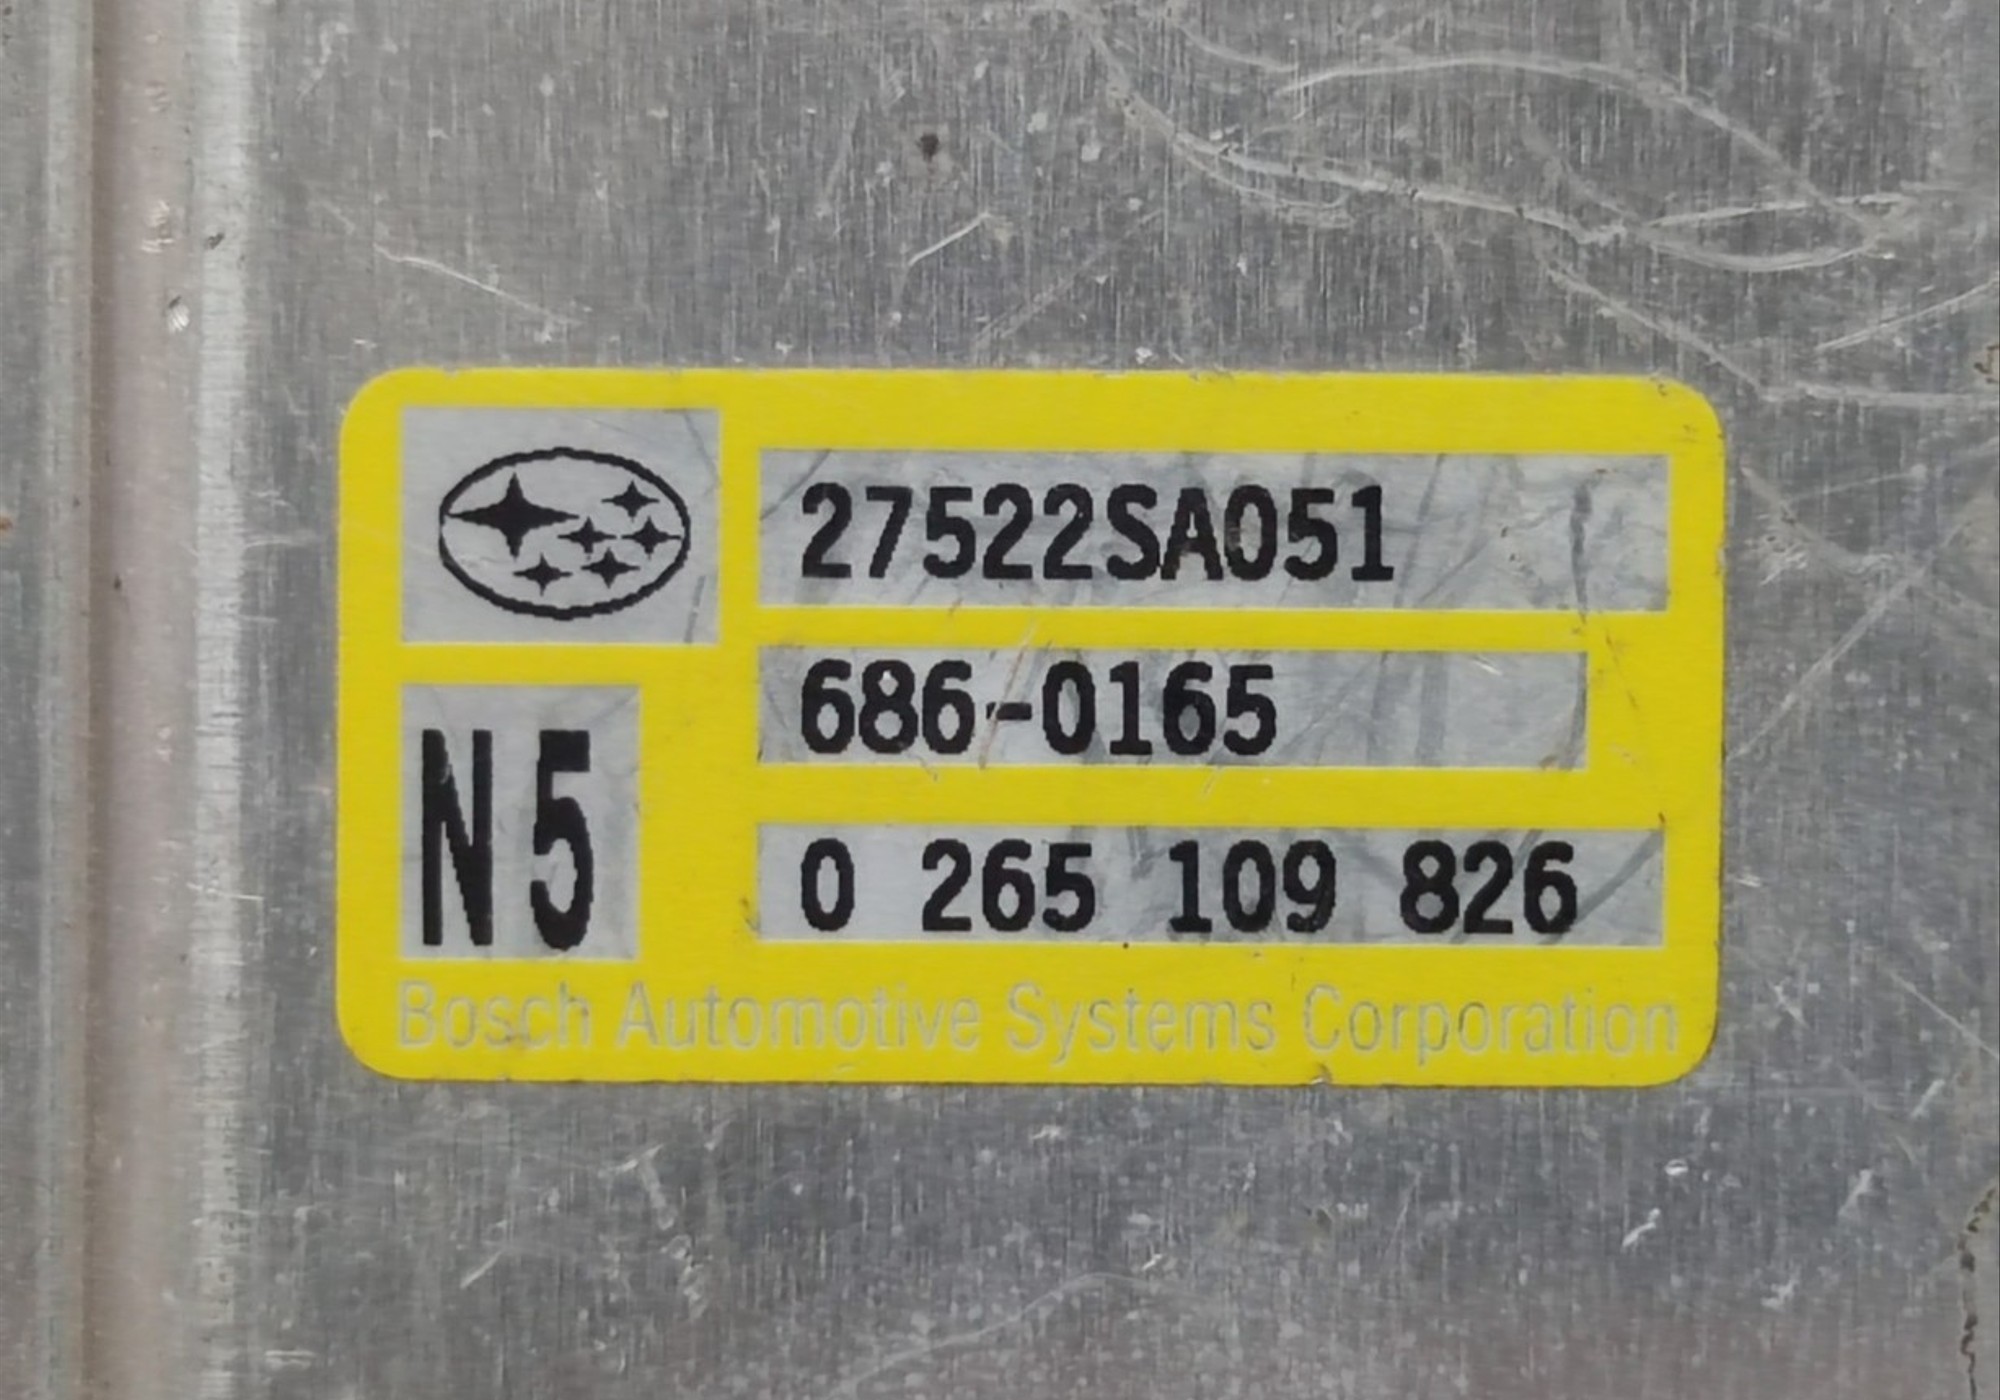 27522SA051
686-0165
N5
0 265 109 826
Bosch Automotive Systems Corporation